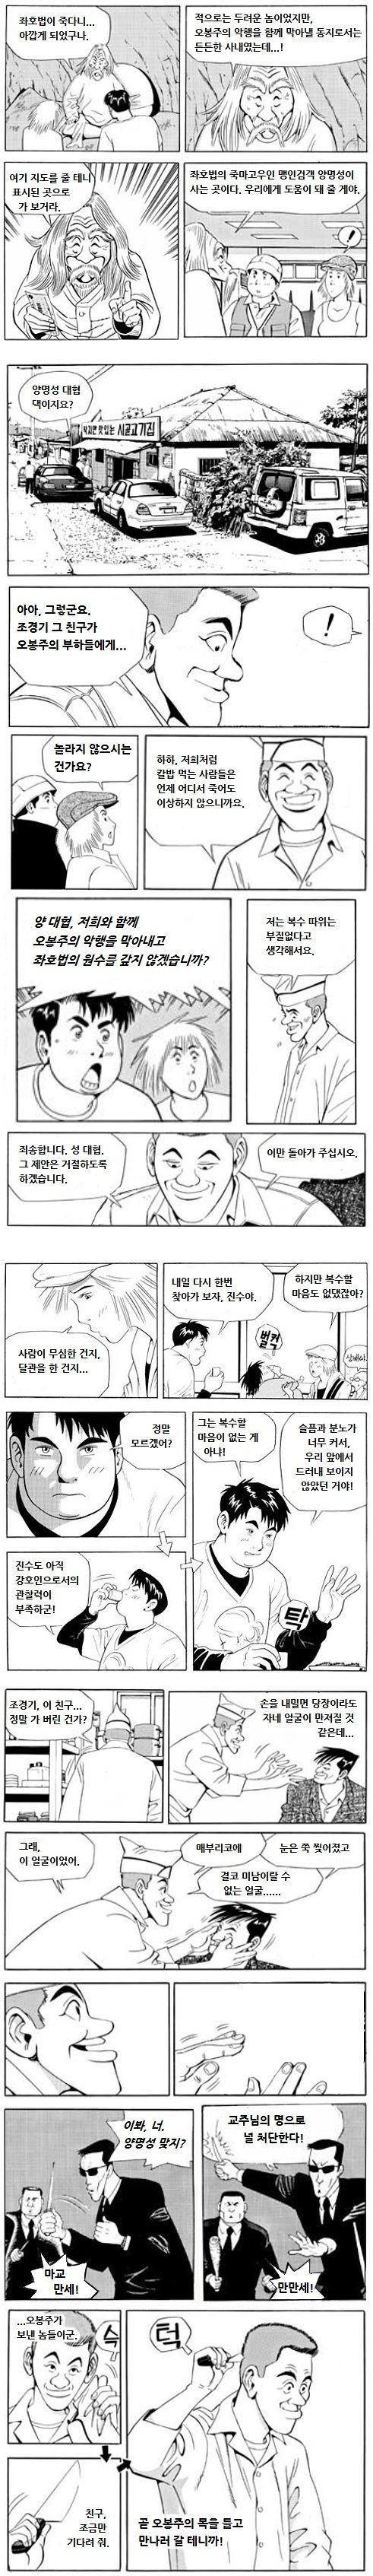 좌호법이 죽다니...
아깝게 되었구나.
적으로는 두려운 놈이었지만,
오봉주의 악행을 함께 막아낼 동지로서는
든든한 사내였는데...!
여기 지도를 줄 테니
표시된 곳으로
가 보거라.
좌호법의 죽마고우인 맹인검객 양명성이
사는 곳이다. 우리에게 도움이 돼 줄 게야.
!
양명성 대협
댁이지요?
작지만 맛있는 시골고기집
아아, 그렇군요.
조경기 그 친구가
오봉주의 부하들에게...
!
놀라지 않으시는
건가요?
하하, 저희처럼
칼밥 먹는 사람들은
언제 어디서 죽어도
이상하지 않으니까요.
양 대협, 저희와 함께
오봉주의 악행을 막아내고
좌호법의 원수를 갚지 않겠습니까?
저는 복수 따위는
부질없다고
생각해서요.
죄송합니다. 성 대협.
그 제안은 거절하도록
하겠습니다.
이만 돌아가 주십시오.
사람이 무심한 건지,
달관을 한 건지...
내일 다시 한번
찾아가 보자, 진수야.
하지만 복수할
마음도 없댔잖아?
벌컥
정말
모르겠어?
그는 복수할
마음이 없는 게
아냐!
슬픔과 분노가
너무 커서,
우리 앞에서
드러내 보이지
않았던 거야!
진수도 아직
강호인으로서의
관찰력이
부족하군!
탁
조경기, 이 친구...
정말 가 버린 건가?
손을 내밀면 당장이라도
자네 얼굴이 만져질 것
같은데...
그래,
이 얼굴이었어.
매부리코에
눈은 쭉 찢어졌고
결코 미남이랄 수
없는 얼굴......
이봐, 너.
양명성 맞지?
마교
만세!
교주님의 명으로
널 처단한다!
만만세!
...오봉주가
보낸 놈들이군.
슥
턱
친구,
조금만
기다려 줘.
곧 오봉주의 목을 들고
만나러 갈 테니까!